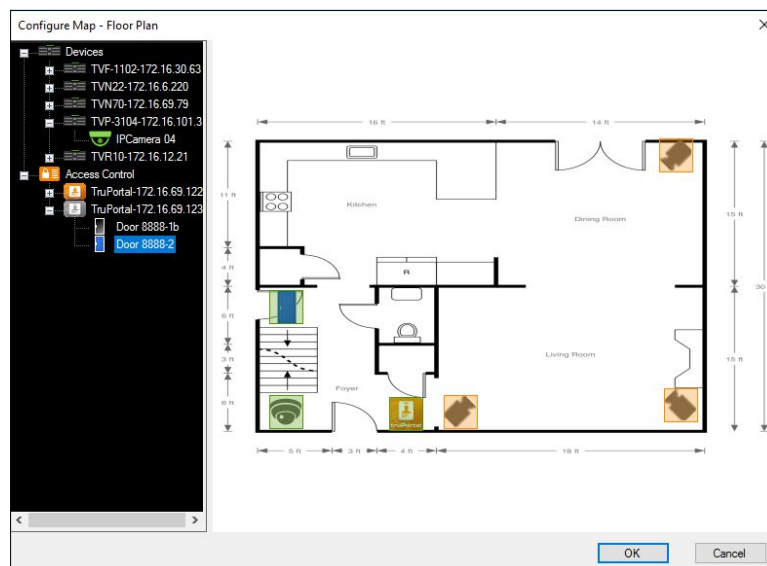 Configure Map - Floor Plan
Devices
TVF-1102-172.16.30.63
TVN22-172.16.6.220
TVN70-172.16.69.79
TVP-3104-172.16.101.3
IPCamera 04
TVR10-172.16.12.21
Access Control
TruPortal-172.16.69.122
TruPortal-172.16.69.123
Door 8888-1b
Door 8888-2
16 ft
14 ft
11 ft
Kitchen
Dining Room
15 ft
4 ft
R
30
6 ft
3 ft
Living Room
15 ft
Foyer
6 ft
truPortal
5 ft
3 ft
4 ft
18 ft
OK
Cancel